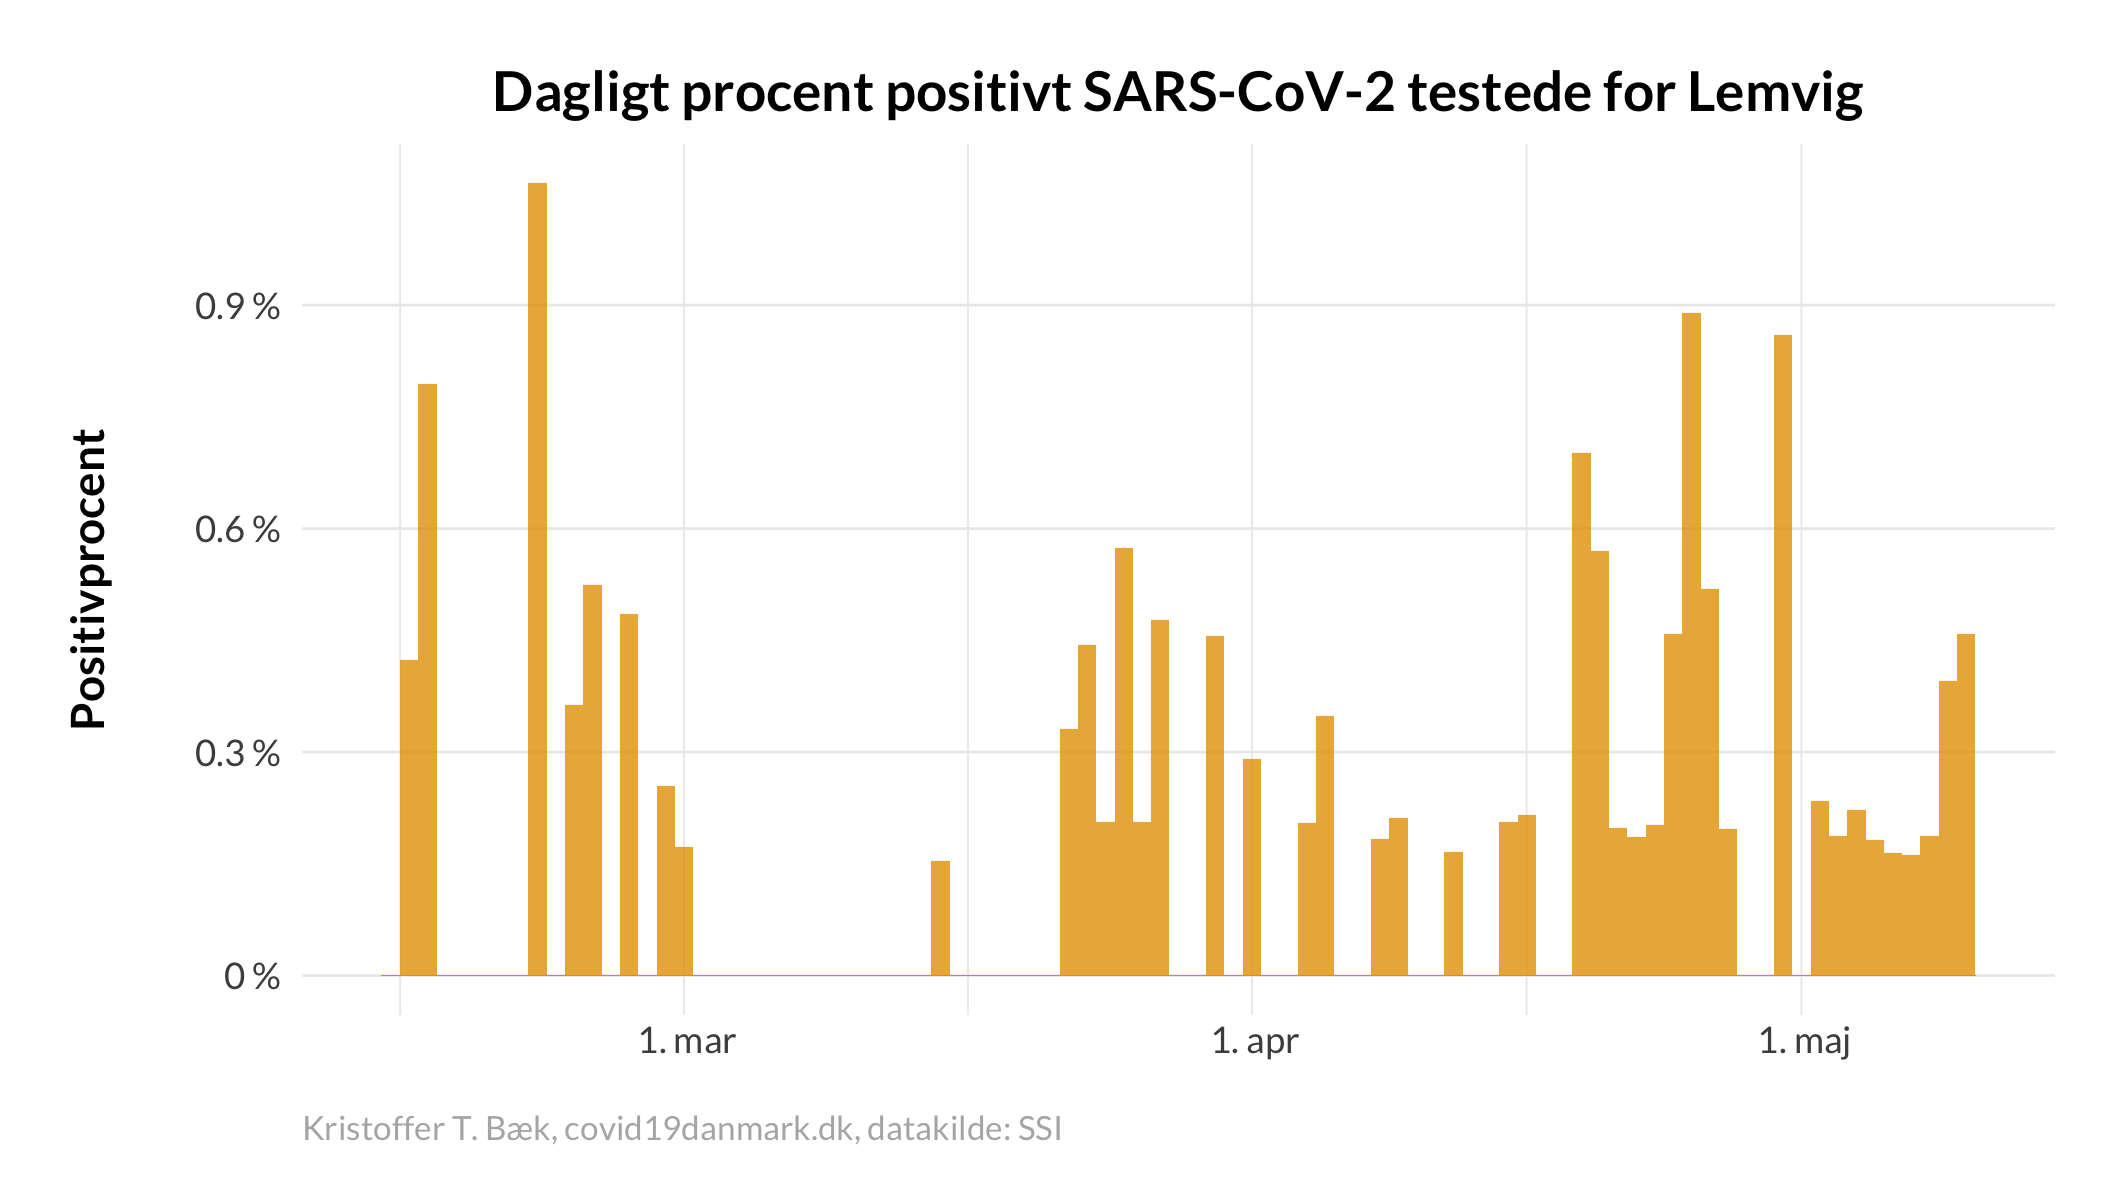 Dagligt procent positivt SARS-CoV-2 testede for Lemvig
Positivprocent
0.9 %
0.6 %
0.3 %
0 %
1. mar
1. apr
1. maj
Kristoffer T. Bæk, covid19danmark.dk, datakilde: SSI